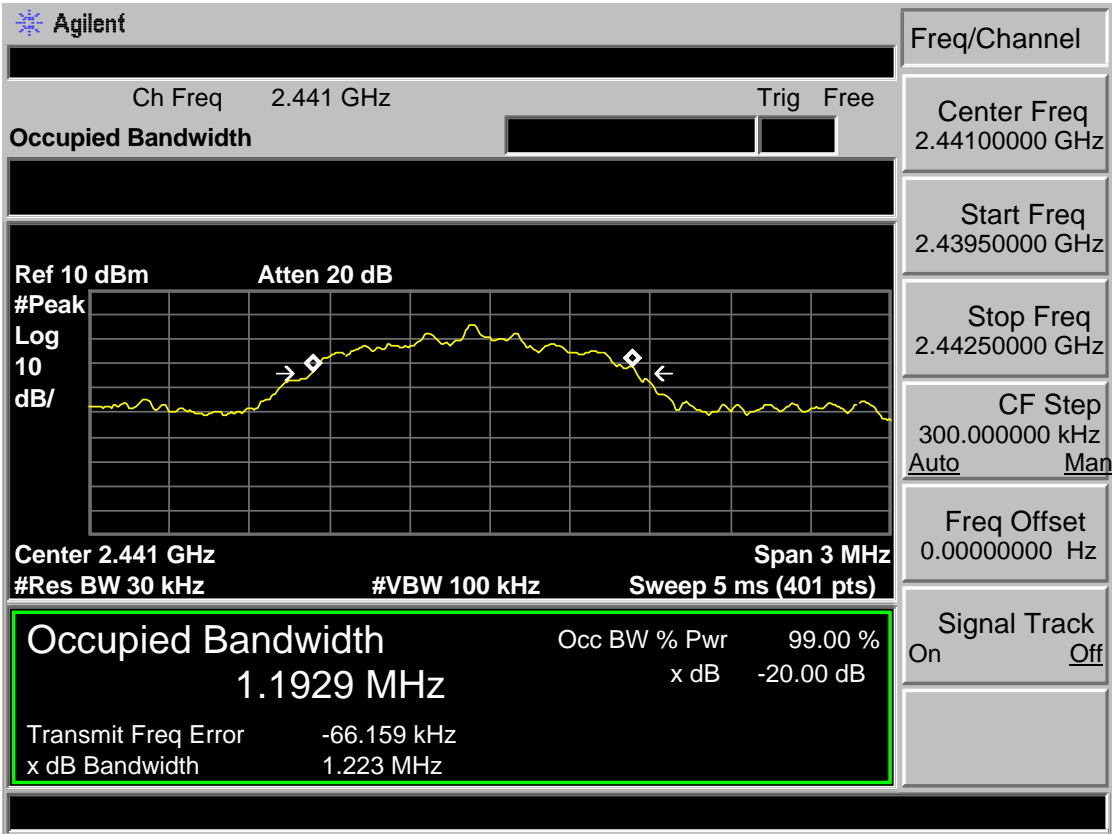 Agilent
Freq/Channel
Ch Freq 2.441 GHz Trig Free
Occupied Bandwidth
Center Freq
2.44100000 GHz
Start Freq
2.43950000 GHz
Stop Freq
2.44250000 GHz
CF Step
300.000000 kHz
Auto Man
Freq Offset
0.00000000 Hz
Signal Track
On Off
Ref 10 dBm Atten 20 dB
#Peak
Log
10
dB/
Center 2.441 GHz Span 3 MHz
#Res BW 30 kHz #VBW 100 kHz Sweep 5 ms (401 pts)
Occupied Bandwidth
1.1929 MHz
Occ BW % Pwr 99.00 %
x dB -20.00 dB
Transmit Freq Error -66.159 kHz
x dB Bandwidth 1.223 MHz